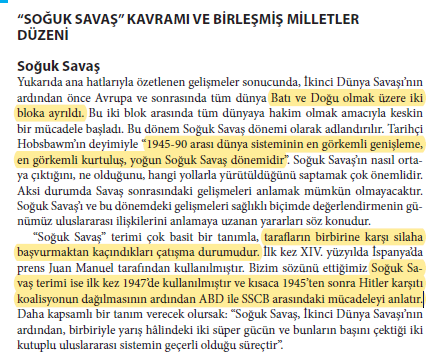 “SOĞUK SAVAŞ” KAVRAMI VE BİRLEŞMİŞ MİLLETLER
DÜZENİ
Soğuk Savaş
Yukarıda ana hatlarıyla özetlenen gelişmeler sonucunda, İkinci Dünya Savaşı’nın
ardından önce Avrupa ve sonrasında tüm dünya Batı ve Doğu olmak üzere iki
bloka ayrıldı. Bu iki blok arasında tüm dünyaya hakim olmak amacıyla keskin
bir mücadele başladı. Bu dönem Soğuk Savaş dönemi olarak adlandırılır. Tarihçi
Hobsbawm’ın deyimiyle “1945-90 arası dünya sisteminin en görkemli genişleme,
en görkemli kurtuluş, yoğun Soğuk Savaş dönemidir”. Soğuk Savaş’ın nasıl orta-
ya çıktığını, ne olduğunu, hangi yollarla yürütüldüğünü saptamak çok önemlidir.
Aksi durumda Savaş sonrasındaki gelişmeleri anlamak mümkün olmayacaktır.
Soğuk Savaş’ı ve bu dönemdeki gelişmeleri sağlıklı biçimde değerlendirmenin gü-
nümüz uluslararası ilişkilerini anlamaya uzanan yararları söz konudur.
“Soğuk Savaş” terimi çok basit bir tanımla, tarafların birbirine karşı silaha
başvurmaktan kaçındıkları çatışma durumudur. İlk kez XIV. yüzyılda İspanya’da
prens Juan Manuel tarafından kullanılmıştır. Bizim sözünü ettiğimiz Soğuk Sa-
vaş terimi ise ilk kez 1947’de kullanılmıştır ve kısaca 1945’ten sonra Hitler karşıtı
koalisyonun dağılmasının ardından ABD ile SSCB arasındaki mücadeleyi anlatır.
Daha kapsamlı bir tanım verecek olursak: “Soğuk Savaş, İkinci Dünya Savaşı’nın
ardından, birbiriyle yarış hâlindeki iki süper gücün ve bunların başını çektiği iki
kutuplu uluslararası sistemin geçerli olduğu süreçtir”.